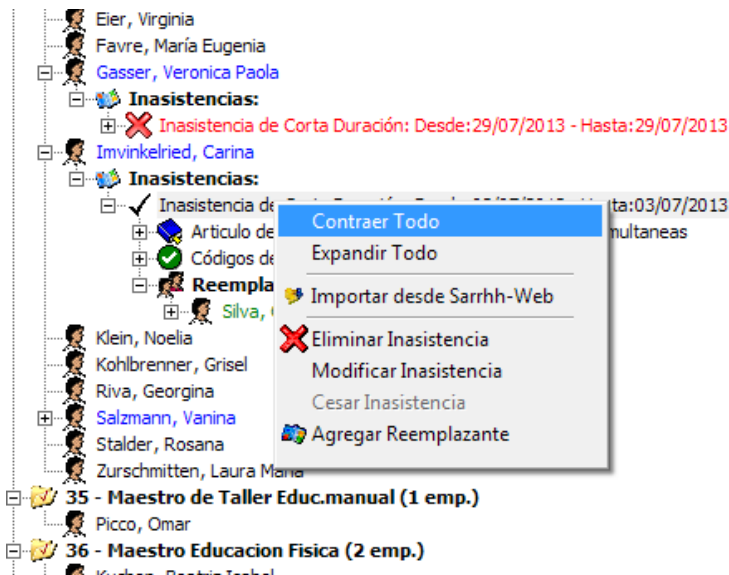 Eier, Virginia
Favre, María Eugenia
Gasser, Veronica Paola
Inasistencias:
Inasistencia de Corta Duración: Desde:29/07/2013 - Hasta:29/07/2013
Imvinkelried, Carina
Inasistencias:
Inasistencia de Hasta:03/07/2013
Contraer Todo
Articulo de multaneas
Expandir Todo
Códigos de
Reempla
Importar desde Sarrhh-Web
Silva,
Klein, Noelia
Eliminar Inasistencia
Kohlbrenner, Grisel
Modificar Inasistencia
Riva, Georgina
Cesar Inasistencia
Salzmann, Vanina
Agregar Reemplazante
Stalder, Rosana
Zurschmitten, Laura María
35 - Maestro de Taller Educ.manual (1 emp.)
Picco, Omar
36 - Maestro Educacion Fisica (2 emp.)